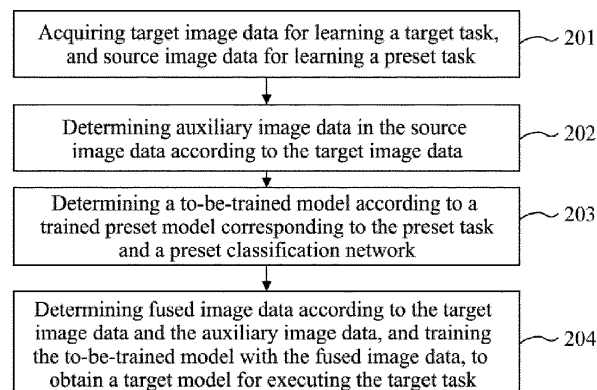 Acquiring target image data for learning a target task,
and source image data for learning a preset task
201
Determining auxiliary image data in the source
image data according to the target image data
202
Determining a to-be-trained model according to a
trained preset model corresponding to the preset task
and a preset classification network
203
Determining fused image data according to the target
image data and the auxiliary image data, and training
the to-be-trained model with the fused image data, to
obtain a target model for executing the target task
204